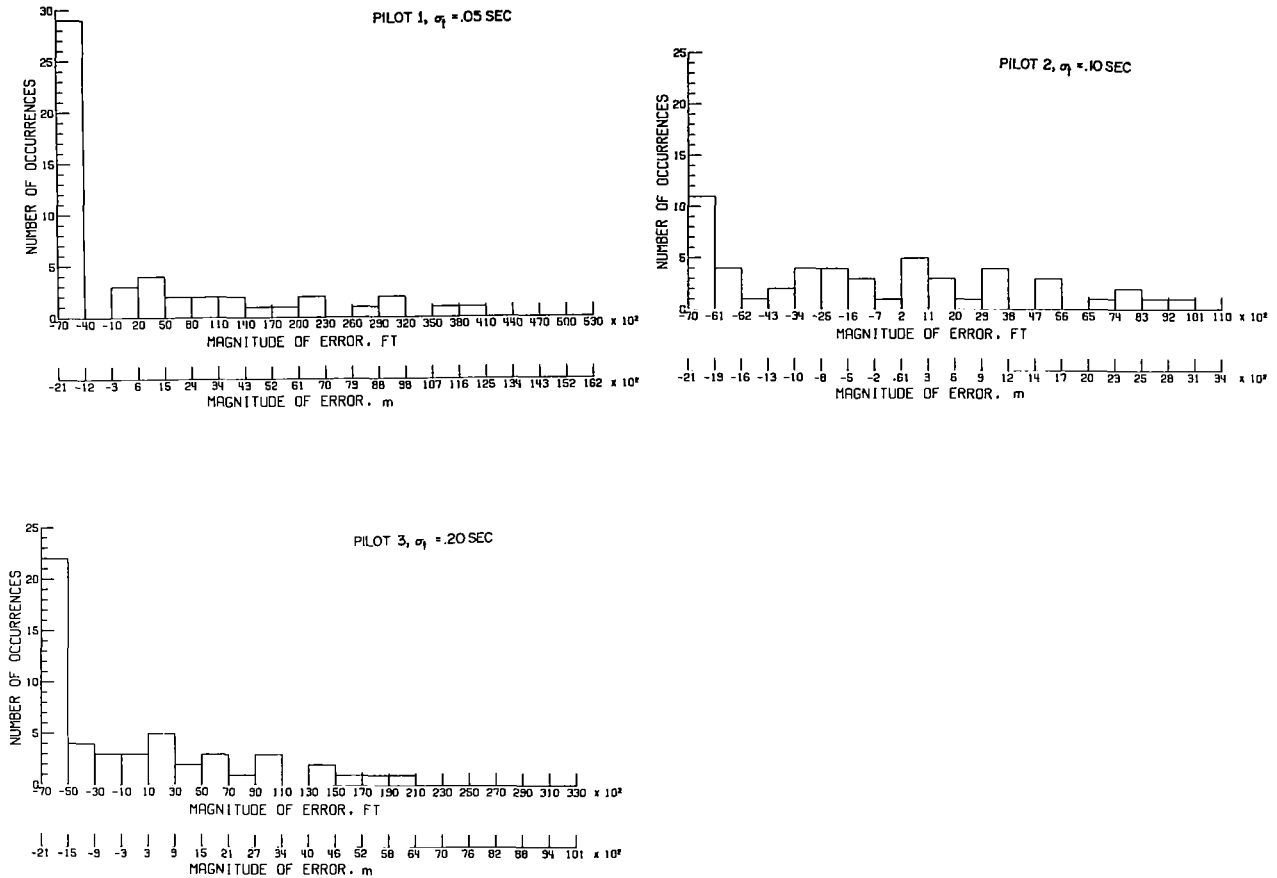 PILOT 1, σt = .05 SEC
NUMBER OF OCCURRENCES
30
25
20
15
10
5
0
-70 -40 -10 20 50 80 110 140 170 200 230 260 290 320 350 380 410 440 470 500 530 x 10²
MAGNITUDE OF ERROR, FT
-21 -12 -3 6 15 24 34 43 52 61 70 79 88 98 107 116 125 134 143 152 162 x 10²
MAGNITUDE OF ERROR, m
PILOT 2, σt = .10 SEC
NUMBER OF OCCURRENCES
25
20
15
10
5
0
-70 -61 -52 -43 -34 -25 -16 -7 2 11 20 29 38 47 56 65 74 83 92 101 110 x 10²
MAGNITUDE OF ERROR, FT
-21 -19 -16 -13 -10 -8 -5 -2 .61 3 6 9 12 14 17 20 23 25 28 31 34 x 10²
MAGNITUDE OF ERROR, m
PILOT 3, σt = .20 SEC
NUMBER OF OCCURRENCES
25
20
15
10
5
0
-70 -50 -30 -10 10 30 50 70 90 110 130 150 170 190 210 230 250 270 290 310 330 x 10²
MAGNITUDE OF ERROR, FT
-21 -15 -9 -3 3 9 15 21 27 34 40 46 52 58 64 70 76 82 88 94 101 x 10²
MAGNITUDE OF ERROR, m